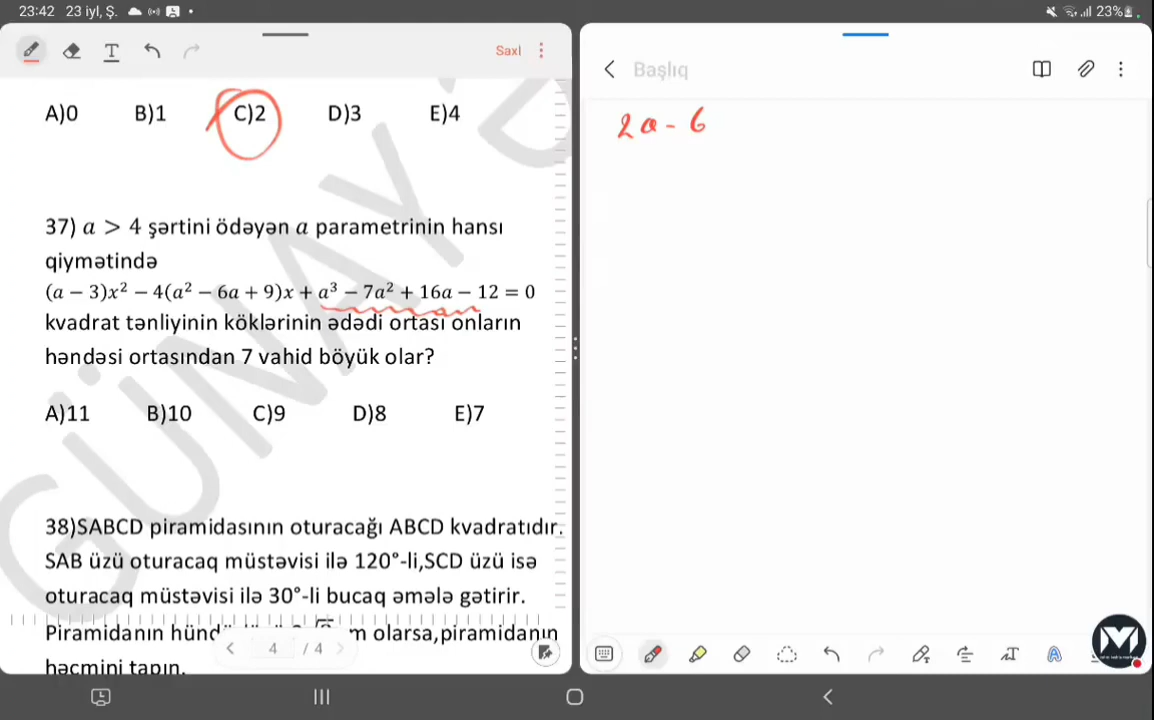 23:42 23 iyl, Ş.
23%
Saxl
A)0 B)1 C)2 D)3 E)4
37) a > 4 şərtini ödəyən a parametrinin hansı
qiymətində
(a − 3)x² − 4(a² − 6a + 9)x + a³ − 7a² + 16a − 12 = 0
kvadrat tənliyinin köklərinin ədədi ortası onların
həndəsi ortasından 7 vahid böyük olar?
A)11 B)10 C)9 D)8 E)7
38)SABCD piramidasının oturacağı ABCD kvadratıdır.
SAB üzü oturacaq müstəvisi ilə 120°-li,SCD üzü isə
oturacaq müstəvisi ilə 30°-li bucaq əmələ gətirir.
Piramidanın m olarsa,piramidanın
həcmini tapın.
4 / 4
GÜNAY
Başlıq
2a - 6